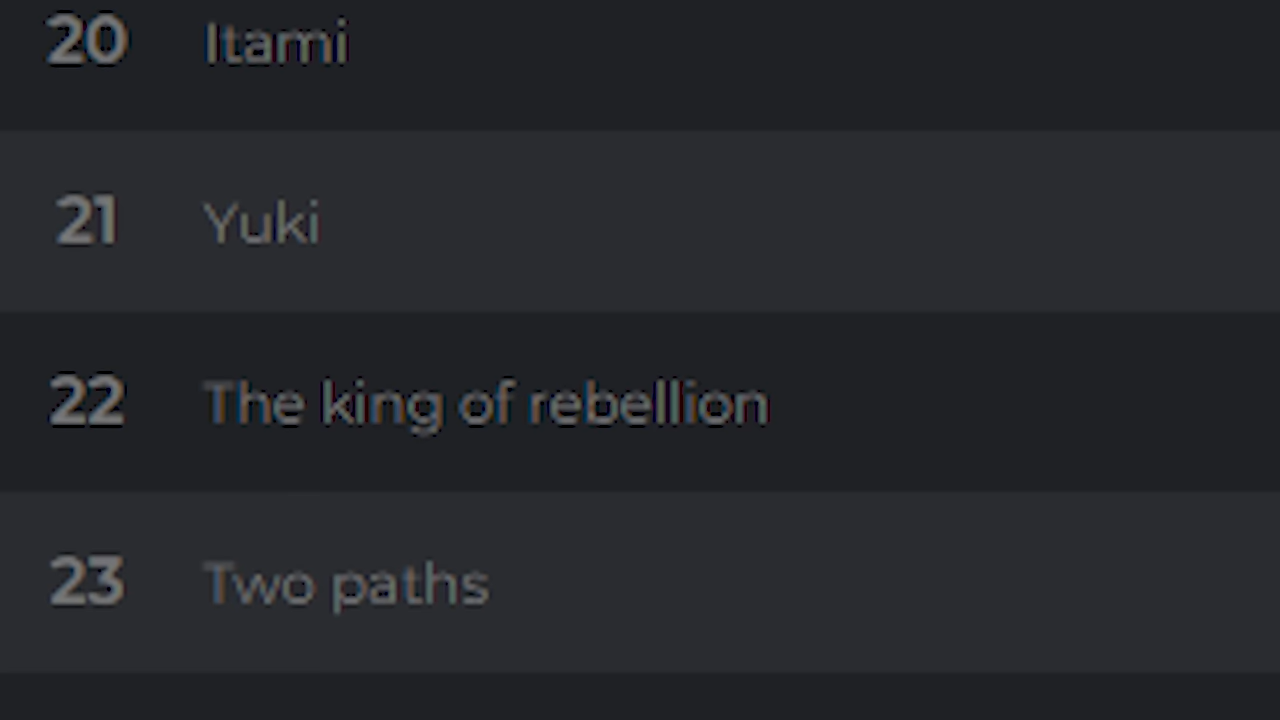 20 Itami
21 Yuki
22 The king of rebellion
23 Two paths